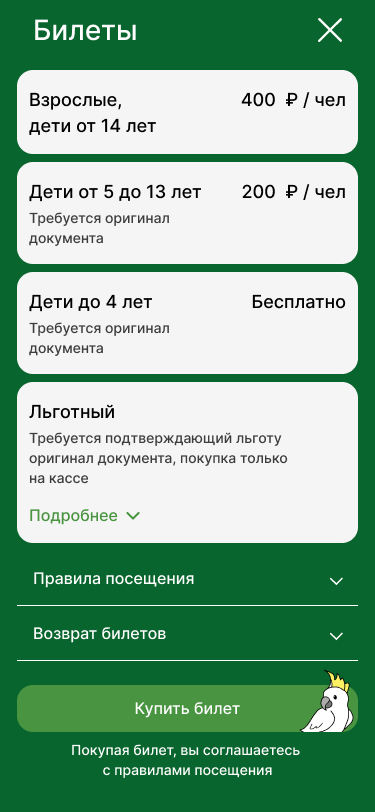 Билеты
Взрослые,
дети от 14 лет
400 ₽ / чел
Дети от 5 до 13 лет
200 ₽ / чел
Требуется оригинал
документа
Дети до 4 лет
Бесплатно
Требуется оригинал
документа
Льготный
Требуется подтверждающий льготу
оригинал документа, покупка только
на кассе
Подробнее
Правила посещения
Возврат билетов
Купить билет
Покупая билет, вы соглашаетесь
с правилами посещения